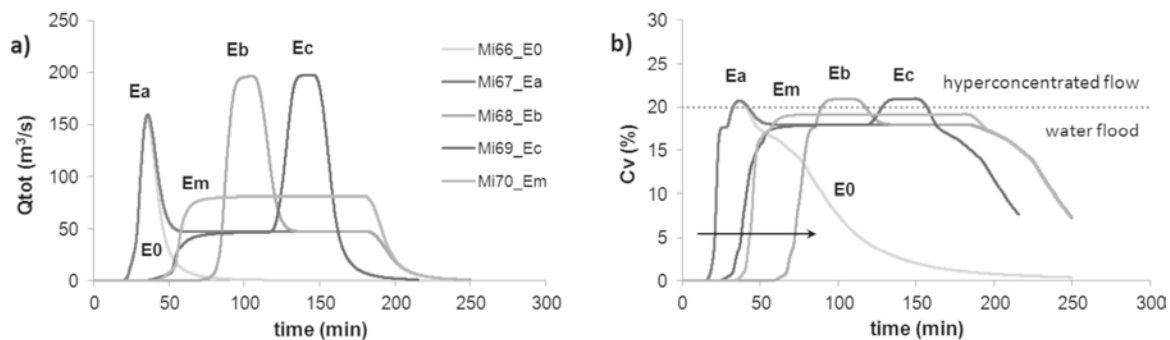 a)
Qtot (m³/s)
250
200
150
100
50
0
Ea
Eb
Ec
Em
E0
Mi66_E0
Mi67_Ea
Mi68_Eb
Mi69_Ec
Mi70_Em
0 50 100 150 200 250 300
time (min)
b)
Cv (%)
30
25
20
15
10
5
0
Ea
Em
Eb
Ec
E0
hyperconcentrated flow
water flood
0 50 100 150 200 250 300
time (min)